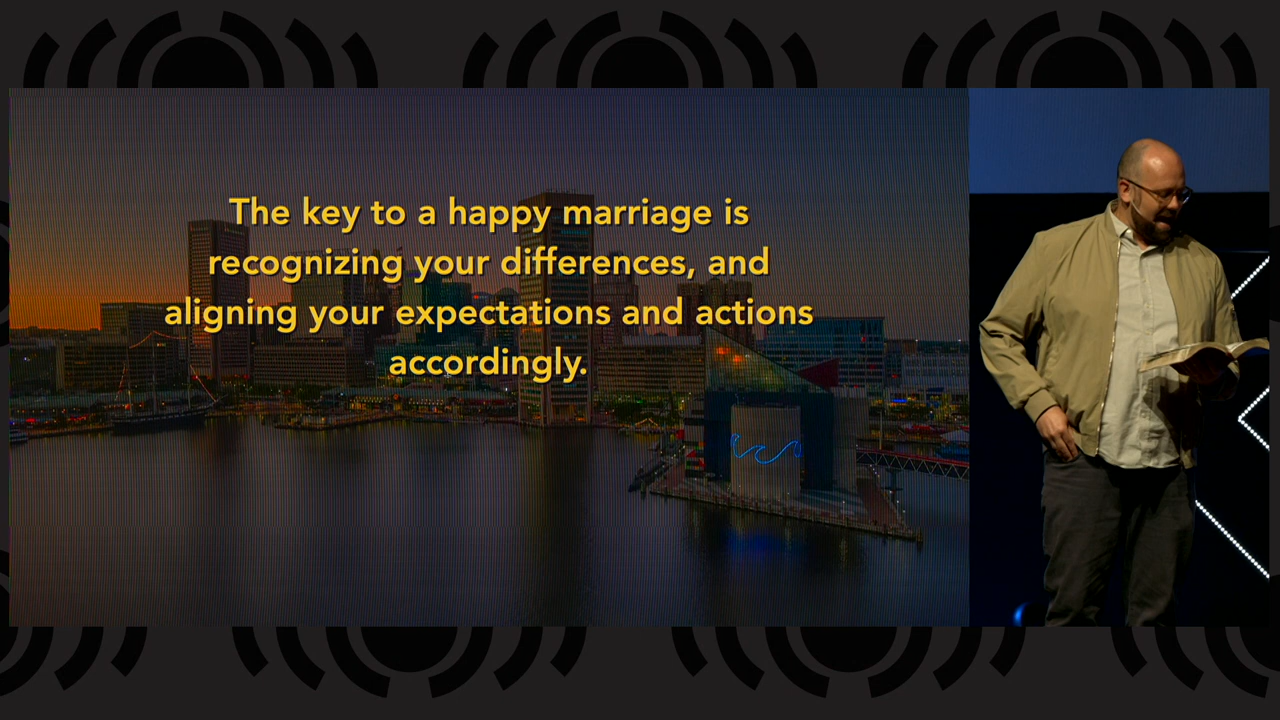 The key to a happy marriage is
recognizing your differences, and
aligning your expectations and actions
accordingly.